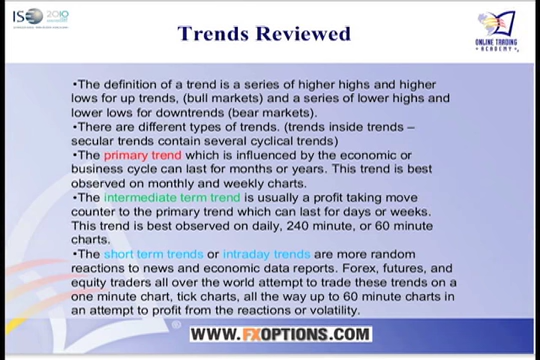 ISE 2010
Trends Reviewed
ONLINE TRADING
ACADEMY
•The definition of a trend is a series of higher highs and higher
lows for up trends, (bull markets) and a series of lower highs and
lower lows for downtrends (bear markets).
•There are different types of trends. (trends inside trends –
secular trends contain several cyclical trends)
•The primary trend which is influenced by the economic or
business cycle can last for months or years. This trend is best
observed on monthly and weekly charts.
•The intermediate term trend is usually a profit taking move
counter to the primary trend which can last for days or weeks.
This trend is best observed on daily, 240 minute, or 60 minute
charts.
•The short term trends or intraday trends are more random
reactions to news and economic data reports. Forex, futures, and
equity traders all over the world attempt to trade these trends on a
one minute chart, tick charts, all the way up to 60 minute charts in
an attempt to profit from the reactions or volatility.
®
WWW.FXOPTIONS.COM